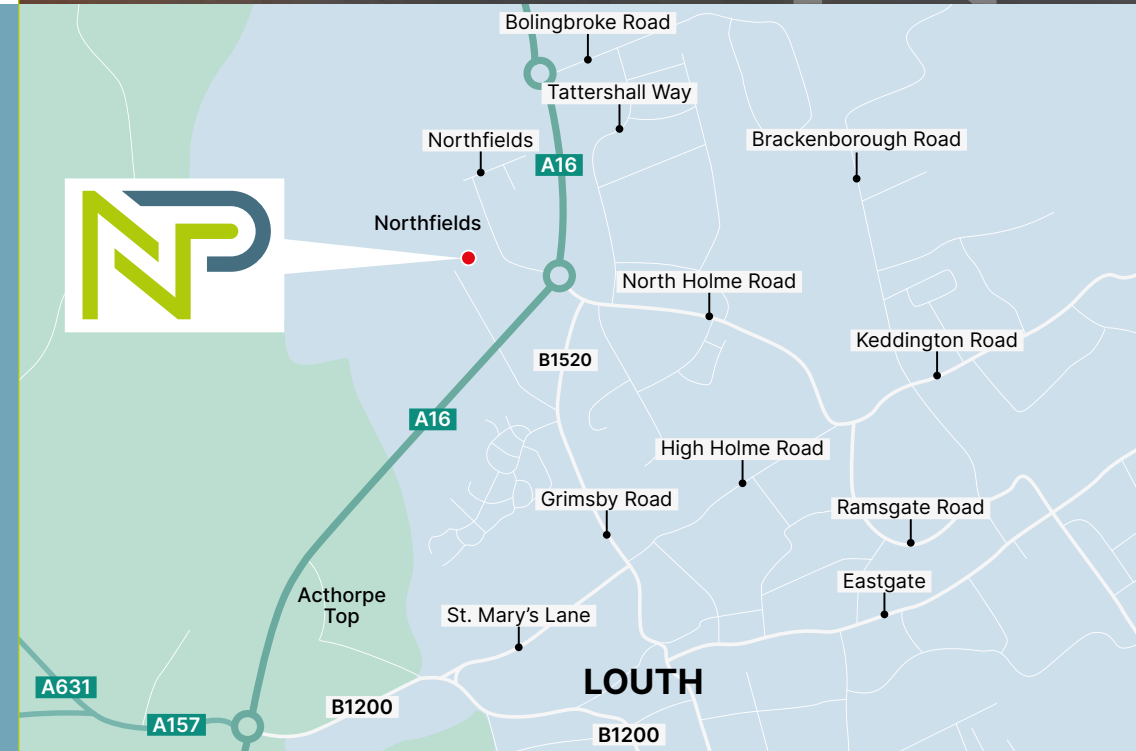 Bolingbroke Road
Tattershall Way
Northfields
Brackenborough Road
A16
NP
Northfields
North Holme Road
Keddington Road
B1520
A16
High Holme Road
Grimsby Road
Ramsgate Road
Eastgate
Acthorpe
Top
St. Mary's Lane
LOUTH
A631
B1200
A157
B1200